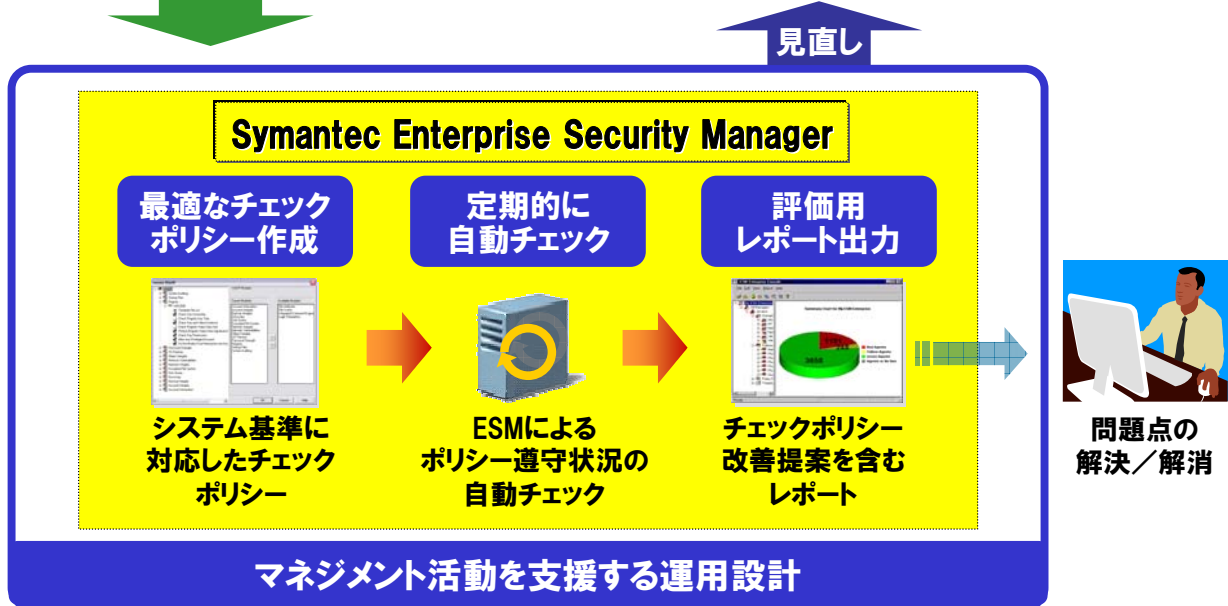 見直し
Symantec Enterprise Security Manager
最適なチェック
ポリシー作成
定期的に
自動チェック
評価用
レポート出力
システム基準に
対応したチェック
ポリシー
ESMによる
ポリシー遵守状況の
自動チェック
チェックポリシー
改善提案を含む
レポート
問題点の
解決／解消
マネジメント活動を支援する運用設計